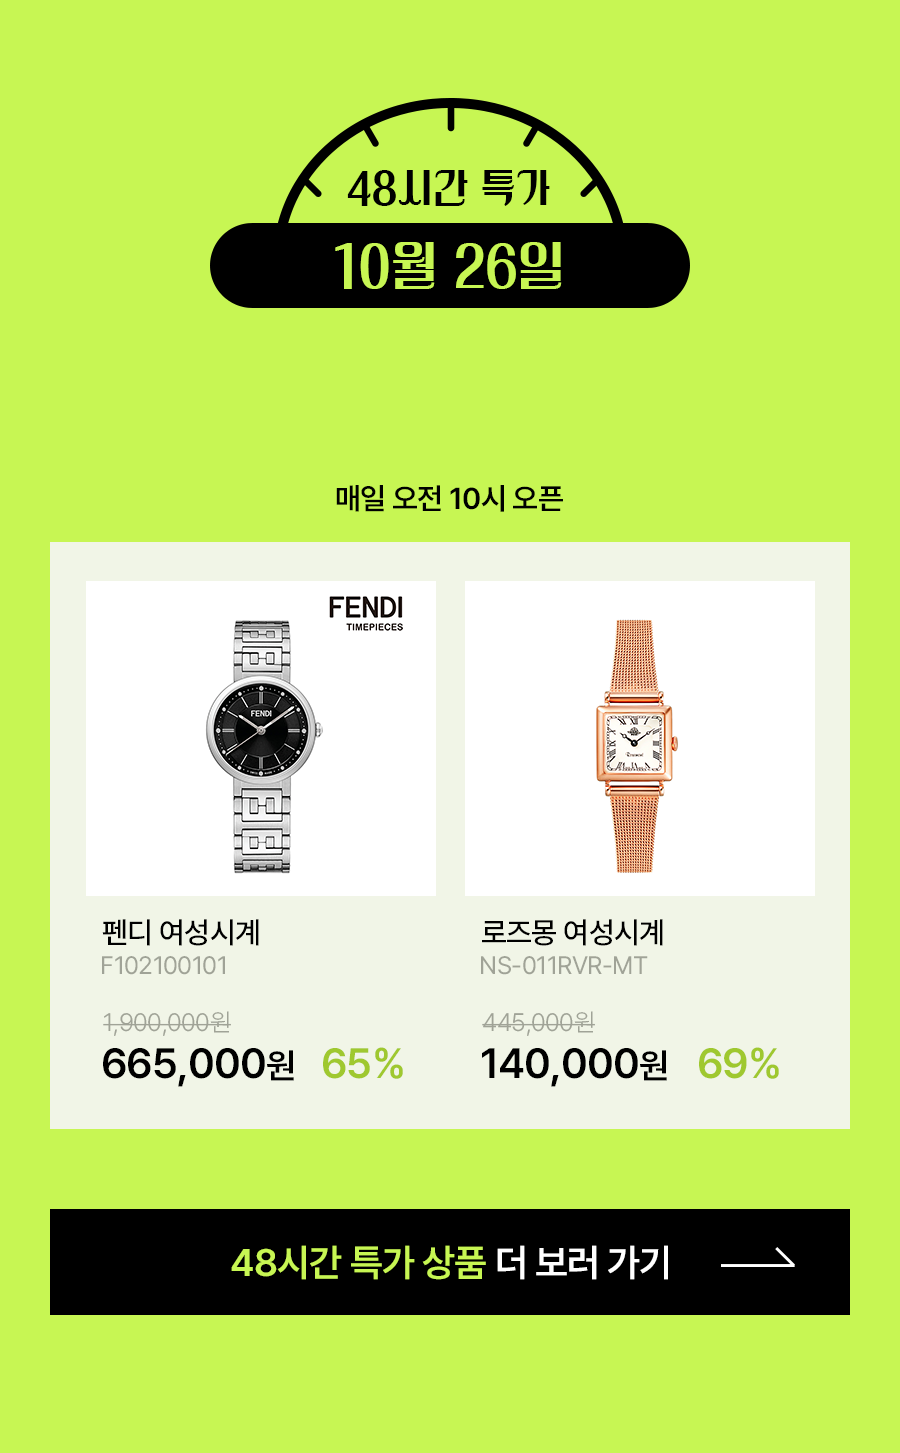 48시간 특가
10월 26일
매일 오전 10시 오픈
FENDI
TIMEPIECES
FENDI
펜디 여성시계
F102100101
1,900,000원
665,000원 65%
로즈몽 여성시계
NS-011RVR-MT
445,000원
140,000원 69%
48시간 특가 상품 더 보러 가기